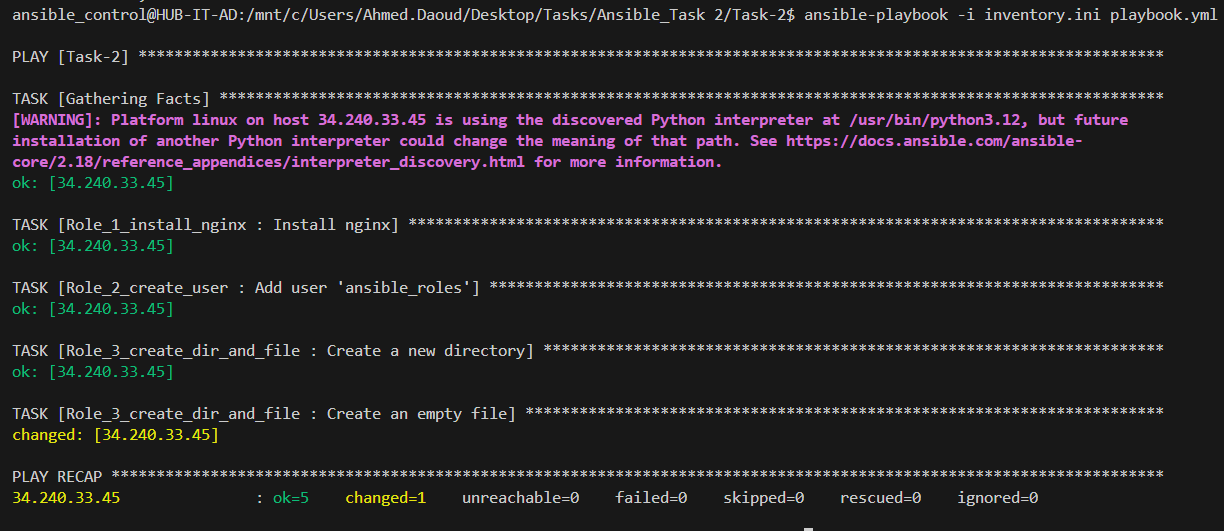 ansible_control@HUB-IT-AD:/mnt/c/Users/Ahmed.Daoud/Desktop/Tasks/Ansible_Task 2/Task-2$ ansible-playbook -i inventory.ini playbook.yml
PLAY [Task-2] ******************************************************************************************************************
TASK [Gathering Facts] *********************************************************************************************************
[WARNING]: Platform linux on host 34.240.33.45 is using the discovered Python interpreter at /usr/bin/python3.12, but future
installation of another Python interpreter could change the meaning of that path. See https://docs.ansible.com/ansible-
core/2.18/reference_appendices/interpreter_discovery.html for more information.
ok: [34.240.33.45]
TASK [Role_1_install_nginx : Install nginx] ************************************************************************************
ok: [34.240.33.45]
TASK [Role_2_create_user : Add user 'ansible_roles'] ***************************************************************************
ok: [34.240.33.45]
TASK [Role_3_create_dir_and_file : Create a new directory] *********************************************************************
ok: [34.240.33.45]
TASK [Role_3_create_dir_and_file : Create an empty file] ***********************************************************************
changed: [34.240.33.45]
PLAY RECAP *********************************************************************************************************************
34.240.33.45               : ok=5    changed=1    unreachable=0    failed=0    skipped=0    rescued=0    ignored=0